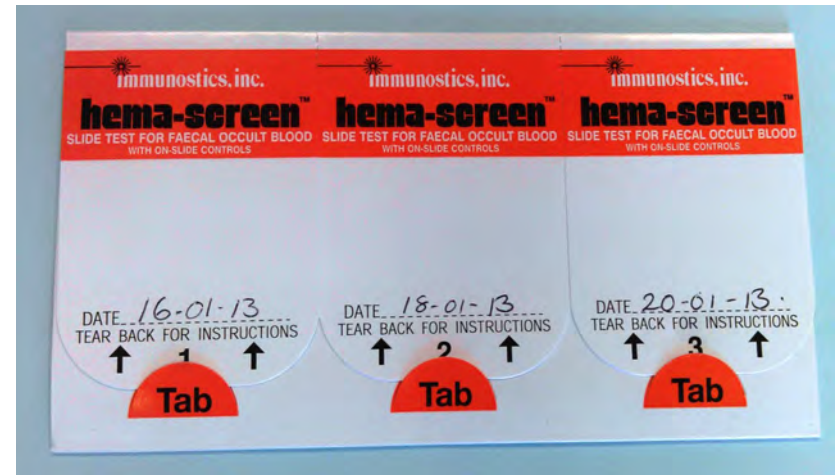 immunostics, inc.
hema-screen™
SLIDE TEST FOR FAECAL OCCULT BLOOD
WITH ON-SLIDE CONTROLS
DATE 16-01-13
TEAR BACK FOR INSTRUCTIONS
1
Tab
immunostics, inc.
hema-screen™
SLIDE TEST FOR FAECAL OCCULT BLOOD
WITH ON-SLIDE CONTROLS
DATE 18-01-13
TEAR BACK FOR INSTRUCTIONS
2
Tab
immunostics, inc.
hema-screen™
SLIDE TEST FOR FAECAL OCCULT BLOOD
WITH ON-SLIDE CONTROLS
DATE 20-01-13.
TEAR BACK FOR INSTRUCTIONS
3
Tab